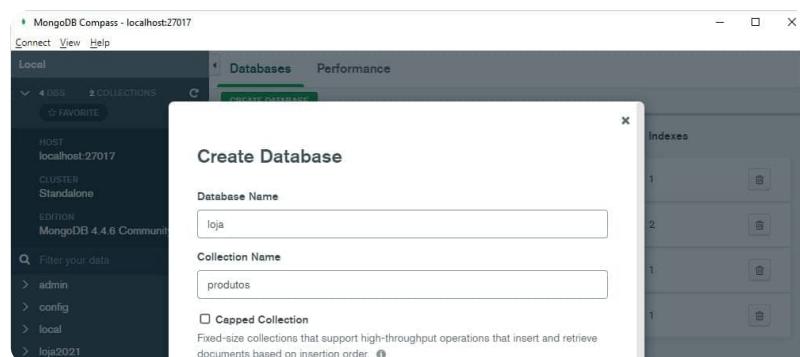 MongoDB Compass - localhost:27017
Connect View Help
Local
Databases Performance
4 DBS 2 COLLECTIONS
CREATE DATABASE
FAVORITE
Indexes
HOST
localhost:27017
Create Database
CLUSTER
Standalone
1
Database Name
EDITION
MongoDB 4.4.6 Community
loja
2
Collection Name
Filter your data
produtos
1
admin
config
Capped Collection
1
local
Fixed-size collections that support high-throughput operations that insert and retrieve
loja2021
documents based on insertion order.